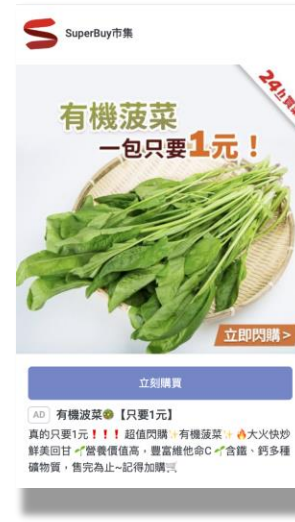 SuperBuy市集
24h
有機菠菜
一包只要1元！
立即閃購>
立刻購買
AD 有機菠菜🥬【只要1元】
真的只要1元❗❗❗超值閃購✨有機菠菜✨🔥大火快炒
鮮美回甘🌱營養價值高，豐富維他命C🌱含鐵、鈣多種
礦物質，售完為止~記得加購🛒